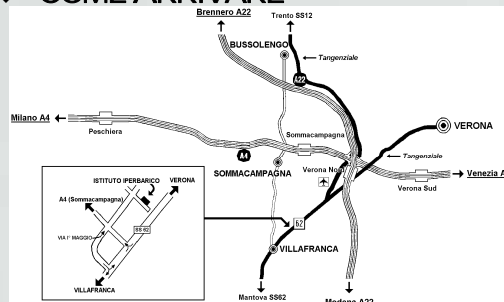 COME ARRIVARE
Brennero A22
Trento SS12
BUSSOLENGO
Tangenziale
A22
Milano A4
Peschiera
Sommacampagna
VERONA
A4
Tangenziale
SOMMACAMPAGNA
Verona Nord
Venezia A
Verona Sud
ISTITUTO IPERBARICO
VERONA
A4 (Sommacampagna)
VIA I° MAGGIO
SS 62
VILLAFRANCA
62
VILLAFRANCA
Mantova SS62
Modena A22